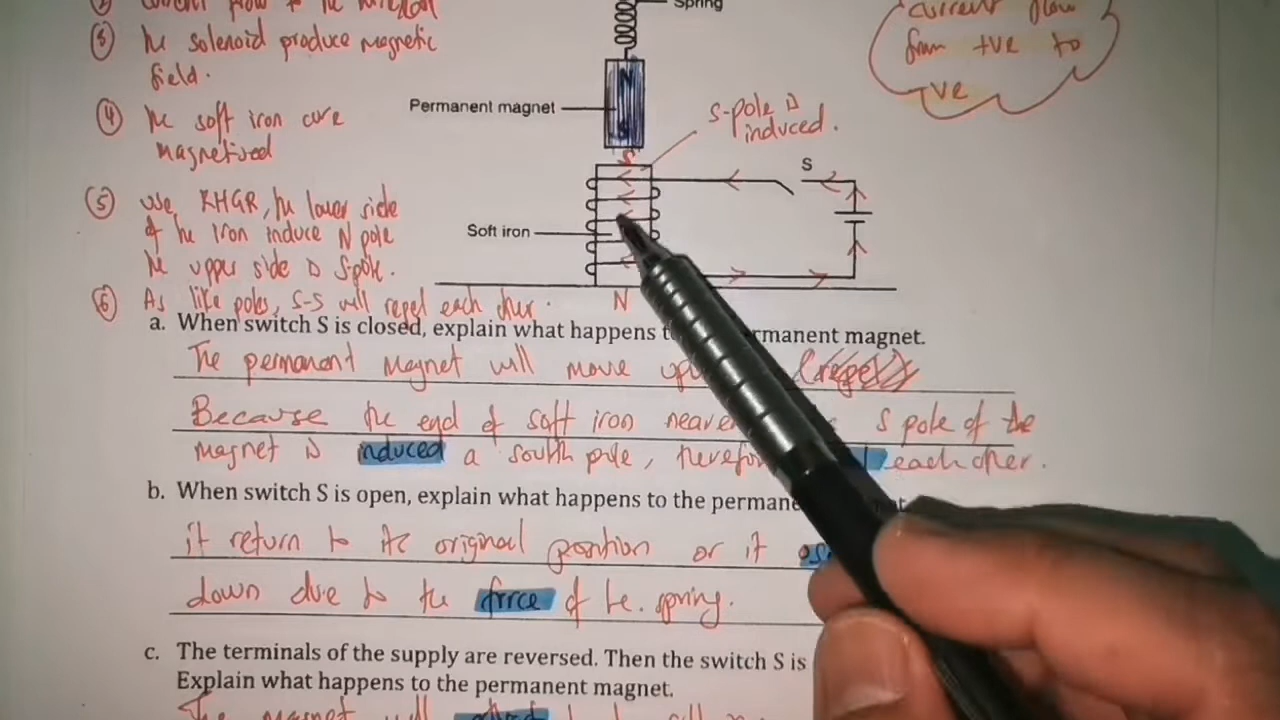 Spring
③ The solenoid produce magnetic
field.
④ The soft iron core
magnetised
⑤ Use RHGR, the lower side
of the Iron induce N pole
the upper side is S-pole.
⑥ As like poles, S-S will repel each other.
current flow
from +ve to
-ve
Permanent magnet
N
S
S
S-pole is
induced.
S
Soft iron
N
a. When switch S is closed, explain what happens permanent magnet.
The permanent magnet will move
Because the end of soft iron S pole of the
magnet is induced a south pole, each other.
b. When switch S is open, explain what happens to the
it return to its original position or it
down due to the force of the spring.
c. The terminals of the supply are reversed. Then the switch S is
Explain what happens to the permanent magnet.
The magnet will